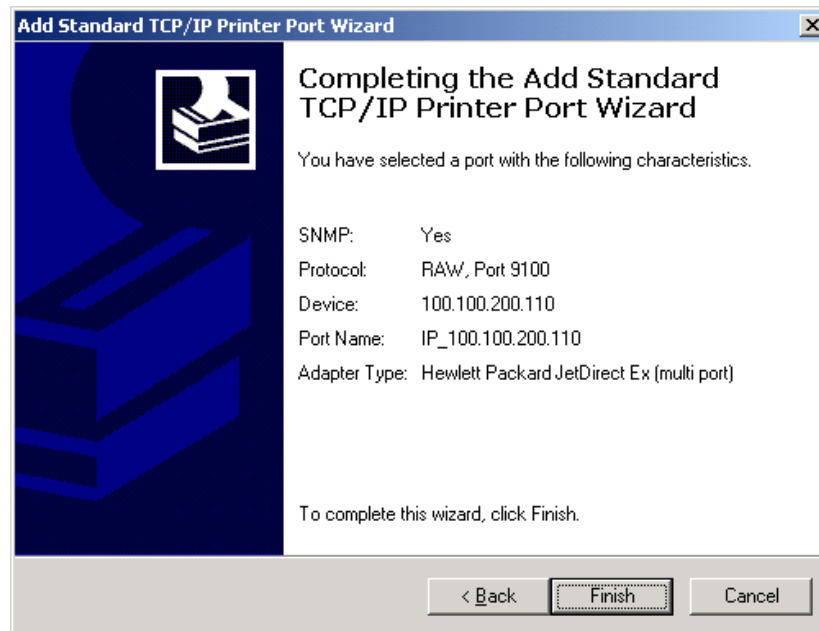 Add Standard TCP/IP Printer Port Wizard
Completing the Add Standard
TCP/IP Printer Port Wizard
You have selected a port with the following characteristics.
SNMP: Yes
Protocol: RAW, Port 9100
Device: 100.100.200.110
Port Name: IP_100.100.200.110
Adapter Type: Hewlett Packard JetDirect Ex (multi port)
To complete this wizard, click Finish.
< Back Finish Cancel